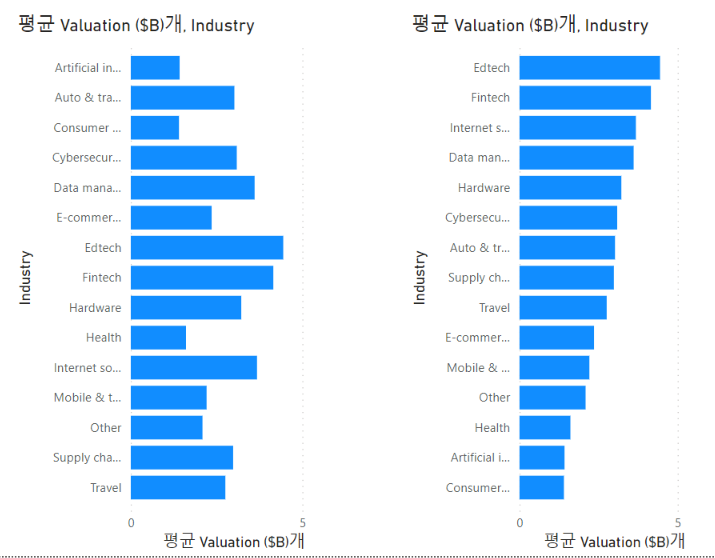 평균 Valuation ($B)개, Industry
Industry
Artificial in...
Auto & tra...
Consumer ...
Cybersecur...
Data mana...
E-commer...
Edtech
Fintech
Hardware
Health
Internet so...
Mobile & t...
Other
Supply cha...
Travel
0 5
평균 Valuation ($B)개
평균 Valuation ($B)개, Industry
Industry
Edtech
Fintech
Internet s...
Data man...
Hardware
Cybersecu...
Auto & tr...
Supply ch...
Travel
E-commer...
Mobile & ...
Other
Health
Artificial i...
Consumer...
0 5
평균 Valuation ($B)개